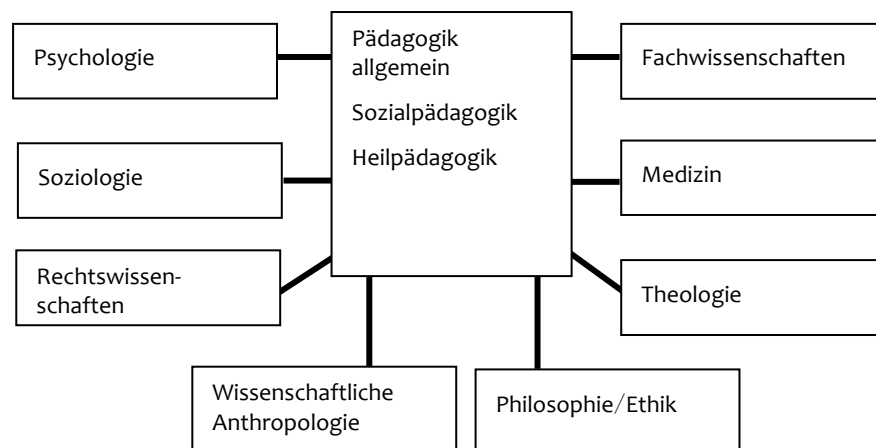 Psychologie
Pädagogik
allgemein
Sozialpädagogik
Heilpädagogik
Fachwissenschaften
Soziologie
Medizin
Rechtswissen-
schaften
Theologie
Wissenschaftliche
Anthropologie
Philosophie/Ethik